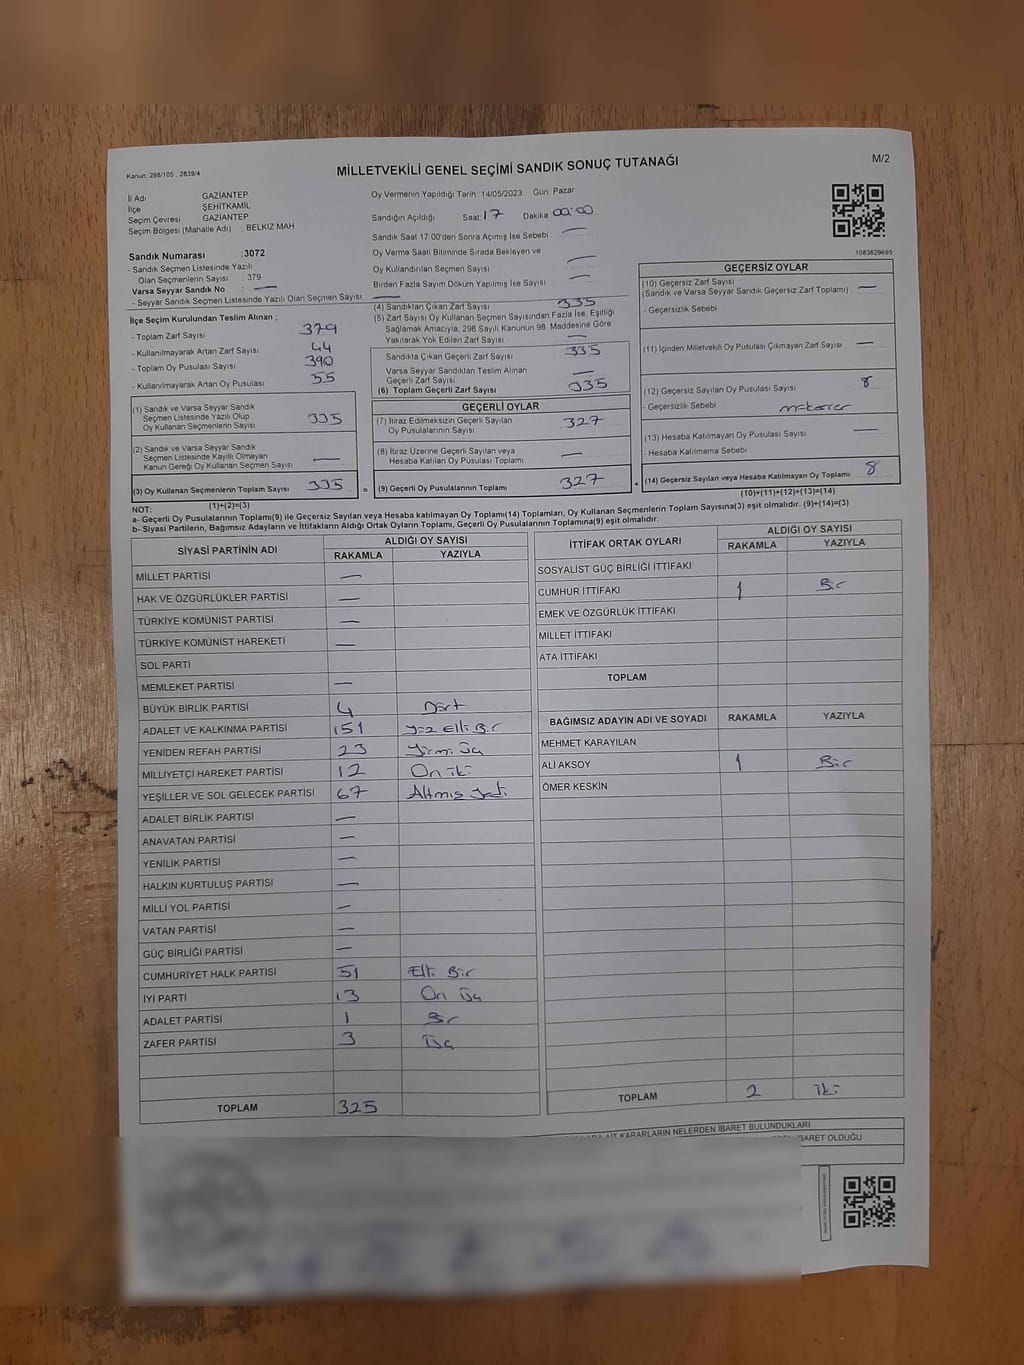 Kanun: 298/105 , 2839/4
MİLLETVEKİLİ GENEL SEÇİMİ SANDIK SONUÇ TUTANAĞI
M/2
İl Adı GAZİANTEP
İlçe ŞEHİTKAMİL
Seçim Çevresi GAZİANTEP
Seçim Bölgesi (Mahalle Adı) BELKIZ MAH
Sandık Numarası :3072
- Sandık Seçmen Listesinde Yazılı
Olan Seçmenlerin Sayısı : 379
Varsa Seyyar Sandık No : —
- Seyyar Sandık Seçmen Listesinde Yazılı Olan Seçmen Sayısı: —
Oy Vermenin Yapıldığı Tarih 14/05/2023 Gün Pazar
Sandığın Açıldığı Saat 17 Dakika 00:00
Sandık Saat 17:00'den Sonra Açımış İse Sebebi : —
Oy Verme Saati Bitiminde Sırada Bekleyen ve
Oy Kullandırılan Seçmen Sayısı —
Birden Fazla Sayım Döküm Yapılmış İse Sayısı —
1083629695
İlçe Seçim Kurulundan Teslim Alınan ;
- Toplam Zarf Sayısı 379
- Kullanılmayarak Artan Zarf Sayısı 44
- Toplam Oy Pusulası Sayısı 390
- Kullanılmayarak Artan Oy Pusulası 55
(4) Sandıktan Çıkan Zarf Sayısı 335
(5) Zarf Sayısı Oy Kullanan Seçmen Sayısından Fazla İse, Eşitliği
Sağlamak Amacıyla, 298 Sayılı Kanunun 98. Maddesine Göre
Yakılarak Yok Edilen Zarf Sayısı —
Sandıkta Çıkan Geçerli Zarf Sayısı 335
Varsa Seyyar Sandıktan Teslim Alınan
Geçerli Zarf Sayısı —
(6) Toplam Geçerli Zarf Sayısı 335
GEÇERSİZ OYLAR
(10) Geçersiz Zarf Sayısı
(Sandık ve Varsa Seyyar Sandık Geçersiz Zarf Toplamı) —
- Geçersizlik Sebebi
(11) İçinden Milletvekili Oy Pusulası Çıkmayan Zarf Sayısı —
(12) Geçersiz Sayılan Oy Pusulası Sayısı 8
- Geçersizlik Sebebi :
(13) Hesaba Katılmayan Oy Pusulası Sayısı —
- Hesaba Katılmama Sebebi
(14) Geçersiz Sayılan veya Hesaba Katılmayan Oy Toplamı 8
(10)+(11)+(12)+(13)=(14)
(1) Sandık ve Varsa Seyyar Sandık
Seçmen Listesinde Yazılı Olup
Oy Kullanan Seçmenlerin Sayısı 335
(2) Sandık ve Varsa Seyyar Sandık
Seçmen Listesinde Kayıtlı Olmayan
Kanun Gereği Oy Kullanan Seçmen Sayısı —
(3) Oy Kullanan Seçmenlerin Toplam Sayısı 335
(1)+(2)=(3)
GEÇERLİ OYLAR
(7) İtiraz Edilmeksizin Geçerli Sayılan
Oy Pusulalarının Sayısı 327
(8) İtiraz Üzerine Geçerli Sayılan veya
Hesaba Katılan Oy Pusulası Toplamı —
= (9) Geçerli Oy Pusulalarının Toplamı 327 +
NOT:
a- Geçerli Oy Pusulalarının Toplamı(9) ile Geçersiz Sayılan veya Hesaba katılmayan Oy Toplamı(14) Toplamları, Oy Kullanan Seçmenlerin Toplam Sayısına(3) eşit olmalıdır. (9)+(14)=(3)
b- Siyasi Partilerin, Bağımsız Adayların ve İttifakların Aldığı Ortak Oyların Toplamı, Geçerli Oy Pusulalarının Toplamına(9) eşit olmalıdır.
SİYASİ PARTİNİN ADI ALDIĞI OY SAYISI
RAKAMLA YAZIYLA
MİLLET PARTİSİ —
HAK VE ÖZGÜRLÜKLER PARTİSİ —
TÜRKİYE KOMÜNİST PARTİSİ —
TÜRKİYE KOMÜNİST HAREKETİ —
SOL PARTİ
MEMLEKET PARTİSİ —
BÜYÜK BİRLİK PARTİSİ 4 Dört
ADALET VE KALKINMA PARTİSİ 151 yüz Elli Bir
YENİDEN REFAH PARTİSİ 23 Yirmi Üç
MİLLİYETÇİ HAREKET PARTİSİ 12 On iki
YEŞİLLER VE SOL GELECEK PARTİSİ 67 Altmış yedi
ADALET BİRLİK PARTİSİ —
ANAVATAN PARTİSİ —
YENİLİK PARTİSİ —
HALKIN KURTULUŞ PARTİSİ —
MİLLİ YOL PARTİSİ —
VATAN PARTİSİ —
GÜÇ BİRLİĞİ PARTİSİ —
CUMHURİYET HALK PARTİSİ 51 Elli Bir
İYİ PARTİ 13 On Üç
ADALET PARTİSİ 1 Bir
ZAFER PARTİSİ 3 Üç
TOPLAM 325
İTTİFAK ORTAK OYLARI ALDIĞI OY SAYISI
RAKAMLA YAZIYLA
SOSYALİST GÜÇ BİRLİĞİ İTTİFAKI
CUMHUR İTTİFAKI 1 Bir
EMEK VE ÖZGÜRLÜK İTTİFAKI
MİLLET İTTİFAKI
ATA İTTİFAKI
TOPLAM
BAĞIMSIZ ADAYIN ADI VE SOYADI RAKAMLA YAZIYLA
MEHMET KARAYILAN
ALİ AKSOY 1 Bir
ÖMER KESKİN
TOPLAM 2 İki
AİT KARARLARIN NELERDEN İBARET BULUNDUKLARI
İBARET OLDUĞU